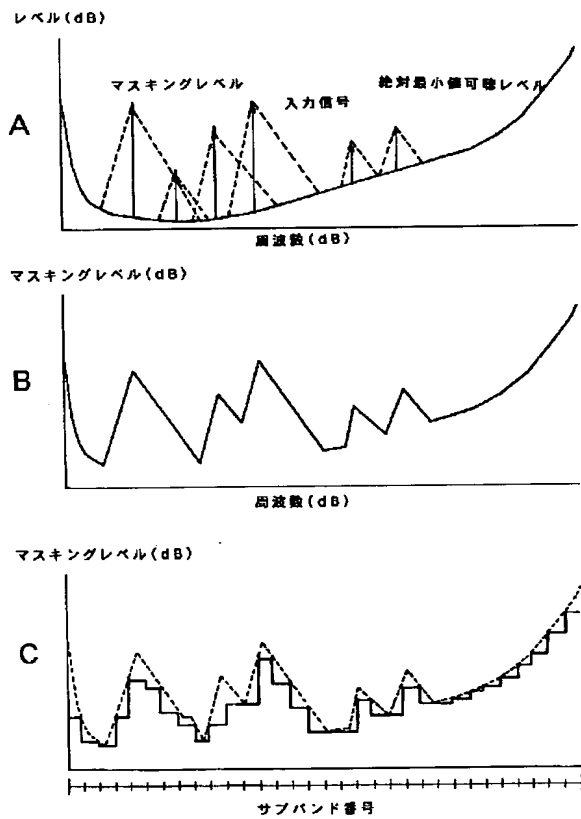 レベル(dB)
マスキングレベル
入力信号
絶対最小値可聴レベル
A
周波数(dB)
マスキングレベル(dB)
B
周波数(dB)
マスキングレベル(dB)
C
サブバンド番号